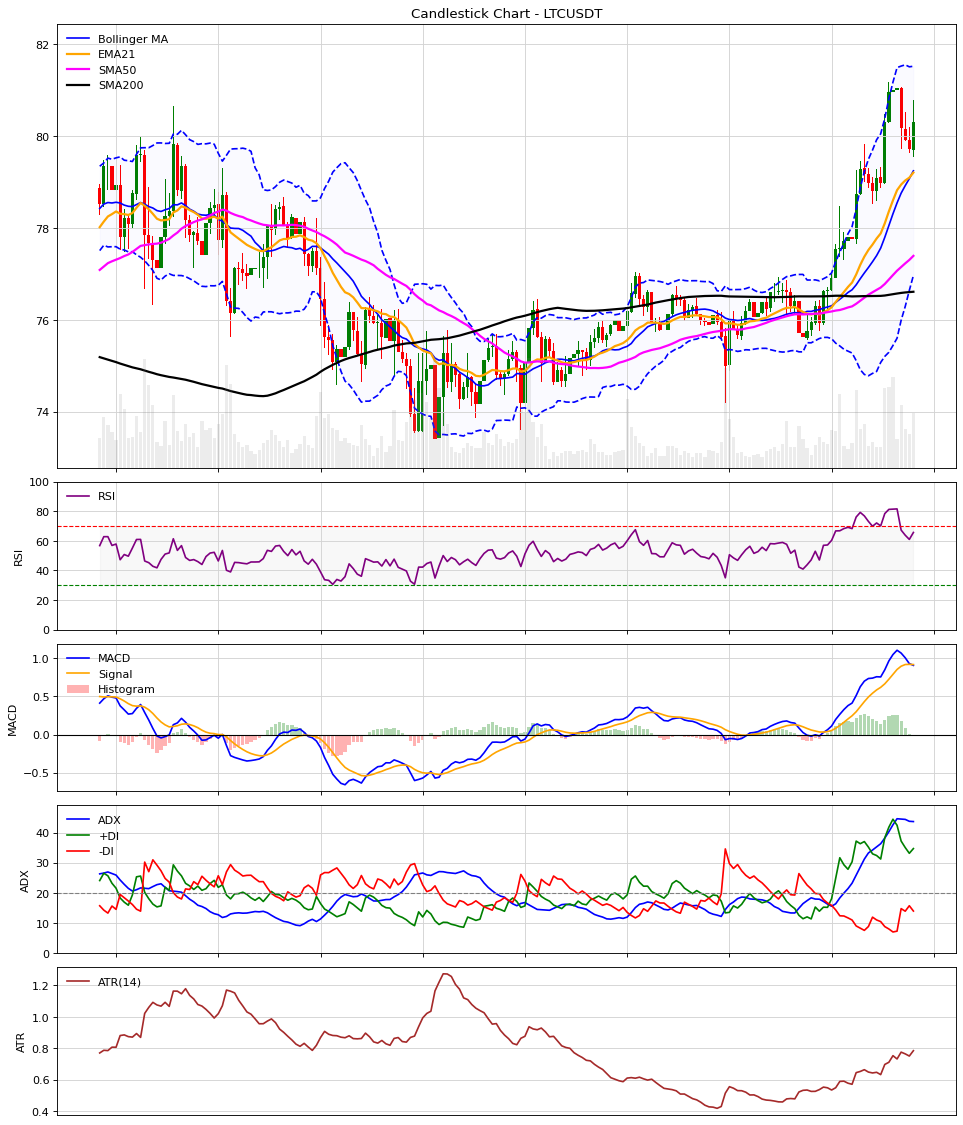 Candlestick Chart - LTCUSDT
Bollinger MA
EMA21
SMA50
SMA200
82
80
78
76
74
RSI
RSI
100
80
60
40
20
0
MACD
Signal
Histogram
MACD
1.0
0.5
0.0
−0.5
ADX
+DI
-DI
ADX
40
30
20
10
0
ATR(14)
ATR
1.2
1.0
0.8
0.6
0.4